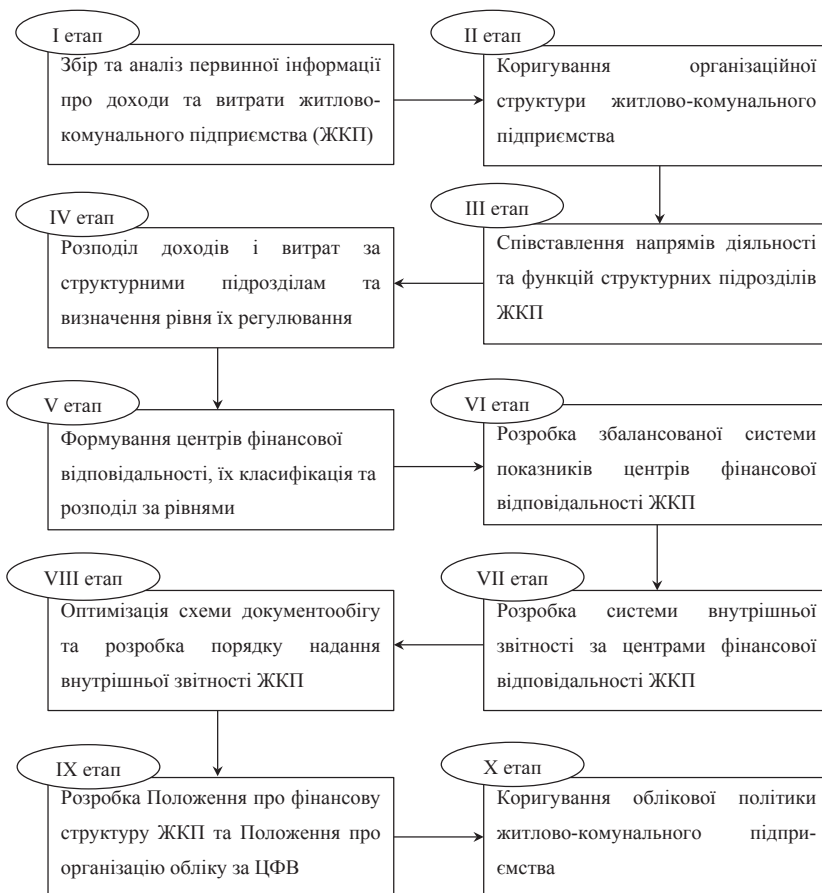 I етап
Збір та аналіз первинної інформації
про доходи та витрати житлово-
комунального підприємства (ЖКП)
II етап
Коригування організаційної
структури житлово-комунального
підприємства
III етап
Співставлення напрямів діяльності
та функцій структурних підрозділів
ЖКП
IV етап
Розподіл доходів і витрат за
структурними підрозділам та
визначення рівня їх регулювання
V етап
Формування центрів фінансової
відповідальності, їх класифікація та
розподіл за рівнями
VI етап
Розробка збалансованої системи
показників центрів фінансової
відповідальності ЖКП
VII етап
Розробка системи внутрішньої
звітності за центрами фінансової
відповідальності ЖКП
VIII етап
Оптимізація схеми документообігу
та розробка порядку надання
внутрішньої звітності ЖКП
IX етап
Розробка Положення про фінансову
структуру ЖКП та Положення про
організацію обліку за ЦФВ
X етап
Коригування облікової політики
житлово-комунального підпри-
ємства